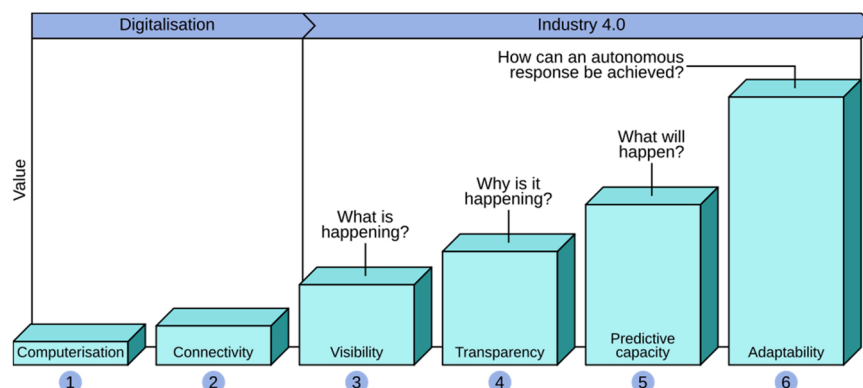 Digitalisation
Industry 4.0
How can an autonomous
response be achieved?
What will
happen?
Why is it
happening?
What is
happening?
Value
Computerisation
Connectivity
Visibility
Transparency
Predictive
capacity
Adaptability
1
2
3
4
5
6